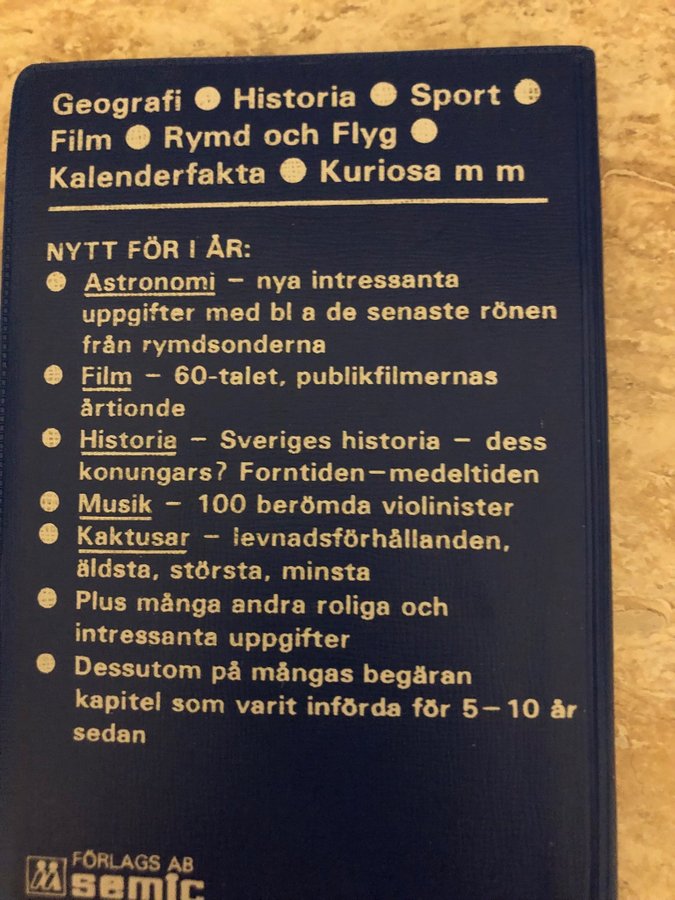 Geografi ● Historia ● Sport ●
Film ● Rymd och Flyg ●
Kalenderfakta ● Kuriosa m m
NYTT FÖR I ÅR:
● Astronomi – nya intressanta
uppgifter med bl a de senaste rönen
från rymdsonderna
● Film – 60-talet, publikfilmernas
årtionde
● Historia – Sveriges historia – dess
konungars? Forntiden–medeltiden
● Musik – 100 berömda violinister
● Kaktusar – levnadsförhållanden,
äldsta, största, minsta
● Plus många andra roliga och
intressanta uppgifter
● Dessutom på mångas begäran
kapitel som varit införda för 5–10 år
sedan
FÖRLAGS AB
semic